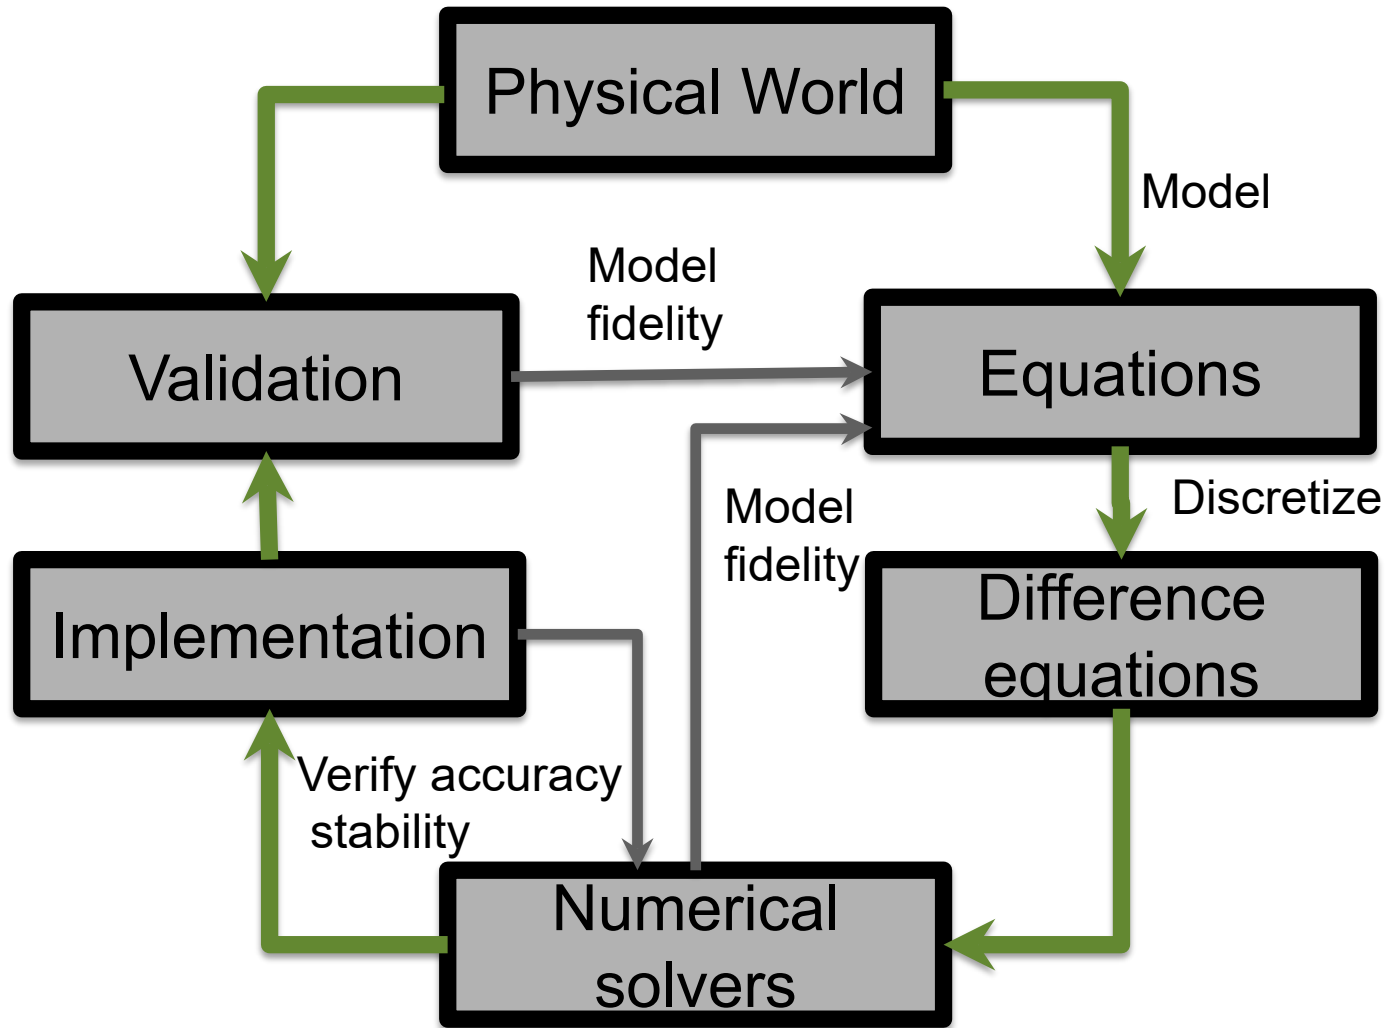 Physical World
Model
Model
fidelity
Validation
Equations
Discretize
Model
fidelity
Implementation
Difference
equations
Verify accuracy
stability
Numerical
solvers